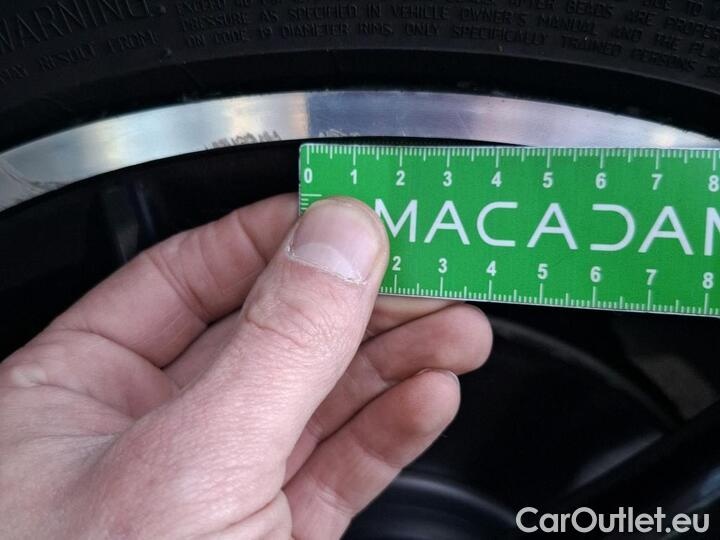 WARNING.
PRESSURE AS SPECIFIED IN VEHICLE OWNER'S MANUAL AND THE
ON CODE 19 DIAMETER RIMS. ONLY SPECIFICALLY TRAINED PERSONS
RESULT FROM
0 1 2 3 4 5 6 7 8
MACADAM
2 3 4 5 6 7 8
CarOutlet.eu